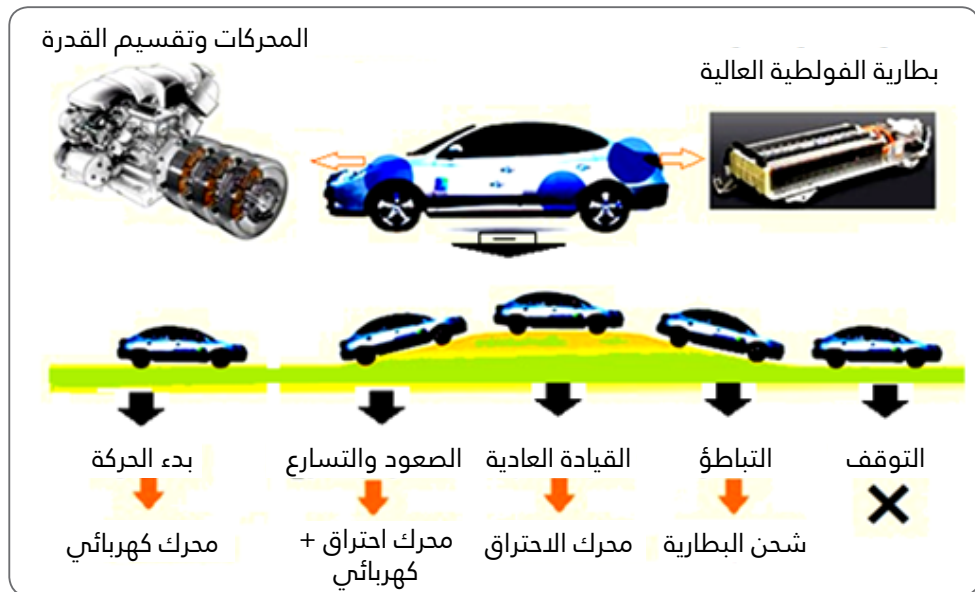 المحركات وتقسيم القدرة
بطارية الفولطية العالية
بدء الحركة
الصعود والتسارع
القيادة العادية
التباطؤ
التوقف
محرك كهربائي
محرك احتراق +
كهربائي
محرك الاحتراق
شحن البطارية